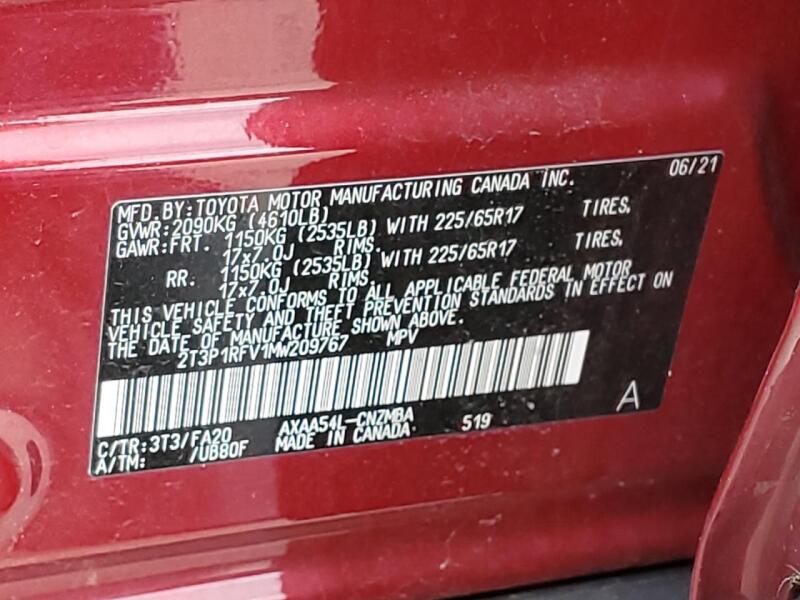 MFD. BY:TOYOTA MOTOR MANUFACTURING CANADA INC. 06/21
GVWR:2090KG (4610LB)
GAWR:FRT. 1150KG (2535LB) WITH 225/65R17 TIRES,
17x7.0J RIMS.
RR. 1150KG (2535LB) WITH 225/65R17 TIRES,
17x7.0J RIMS.
THIS VEHICLE CONFORMS TO ALL APPLICABLE FEDERAL MOTOR
VEHICLE SAFETY AND THEFT PREVENTION STANDARDS IN EFFECT ON
THE DATE OF MANUFACTURE SHOWN ABOVE.
2T3P1RFV1MW209767 MPV
C/TR:3T3/FA20 AXAA54L-CNZMBA 519 A
A/TM: /UB80F MADE IN CANADA